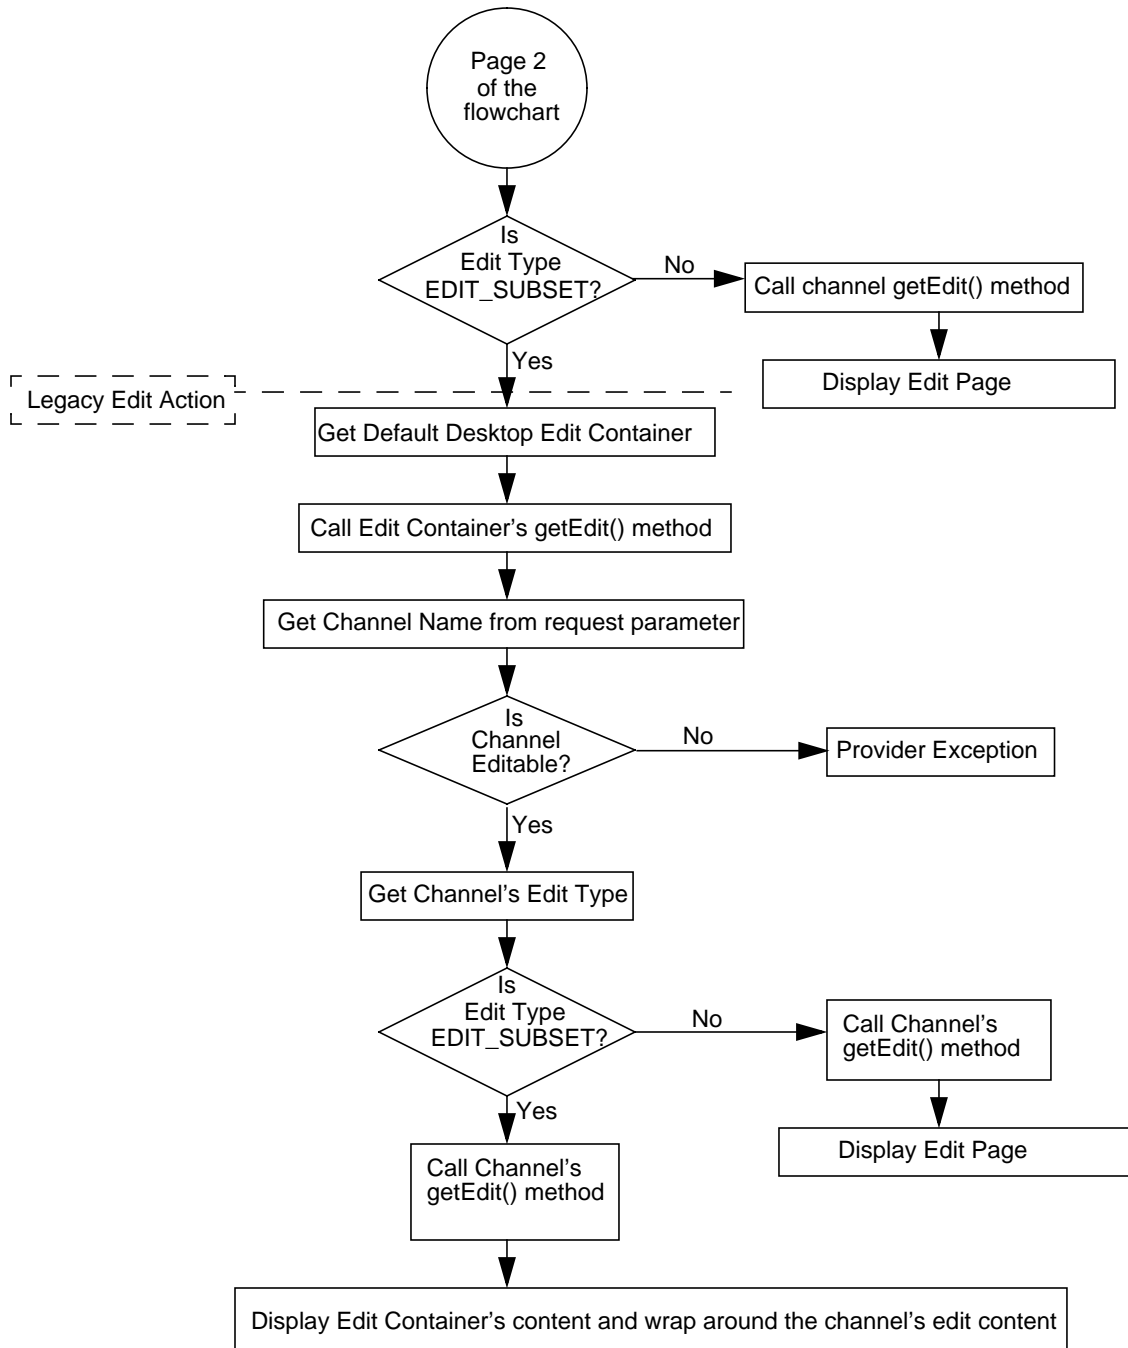 Page 2
of the
flowchart
Is
Edit Type
EDIT_SUBSET?
No
Call channel getEdit() method
Yes
Display Edit Page
Legacy Edit Action
Get Default Desktop Edit Container
Call Edit Container's getEdit() method
Get Channel Name from request parameter
Is
Channel
Editable?
No
Provider Exception
Yes
Get Channel's Edit Type
Is
Edit Type
EDIT_SUBSET?
No
Call Channel's
getEdit() method
Yes
Display Edit Page
Call Channel's
getEdit() method
Display Edit Container's content and wrap around the channel's edit content